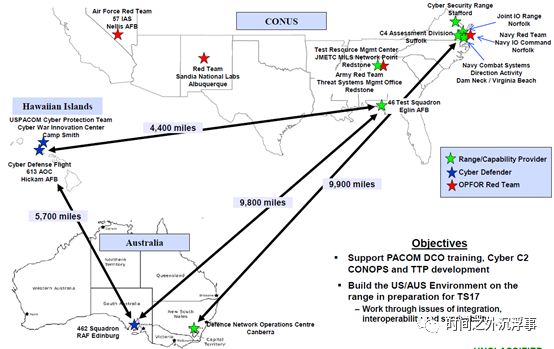 CONUS
Air Force Red Team
57 IAS
Nellis AFB
Red Team
Sandia National Labs
Albuquerque
Cyber Security Range
Stafford
C4 Assessment Division
Suffolk
Joint IO Range
Norfolk
Navy Red Team
Navy IO Command
Norfolk
Navy Combat Systems
Direction Activity
Dam Neck / Virginia Beach
Test Resource Mgmt Center
JMETC MILS Network Point
Redstone
Army Red Team
Threat Systems Mgmt Office
Redstone
46 Test Squadron
Eglin AFB
Hawaiian Islands
USPACOM Cyber Protection Team
Cyber War Innovation Center
Camp Smith
Cyber Defense Flight
613 AOC
Hickam AFB
4,400 miles
9,800 miles
9,900 miles
5,700 miles
Range/Capability Provider
Cyber Defender
OPFOR Red Team
Australia
Northern
Territory
Queensland
Western Australia
South Australia
New South
Wales
Victoria
Capital Territory
462 Squadron
RAF Edinburg
Defence Network Operations Centre
Canberra
Objectives
Support PACOM DCO training, Cyber C2
CONOPS and TTP development
Build the US/AUS Environment on the
range in preparation for TS17
– Work through issues of integration,
interoperability and
时间之外沉浮事
UNCLASSIFIED